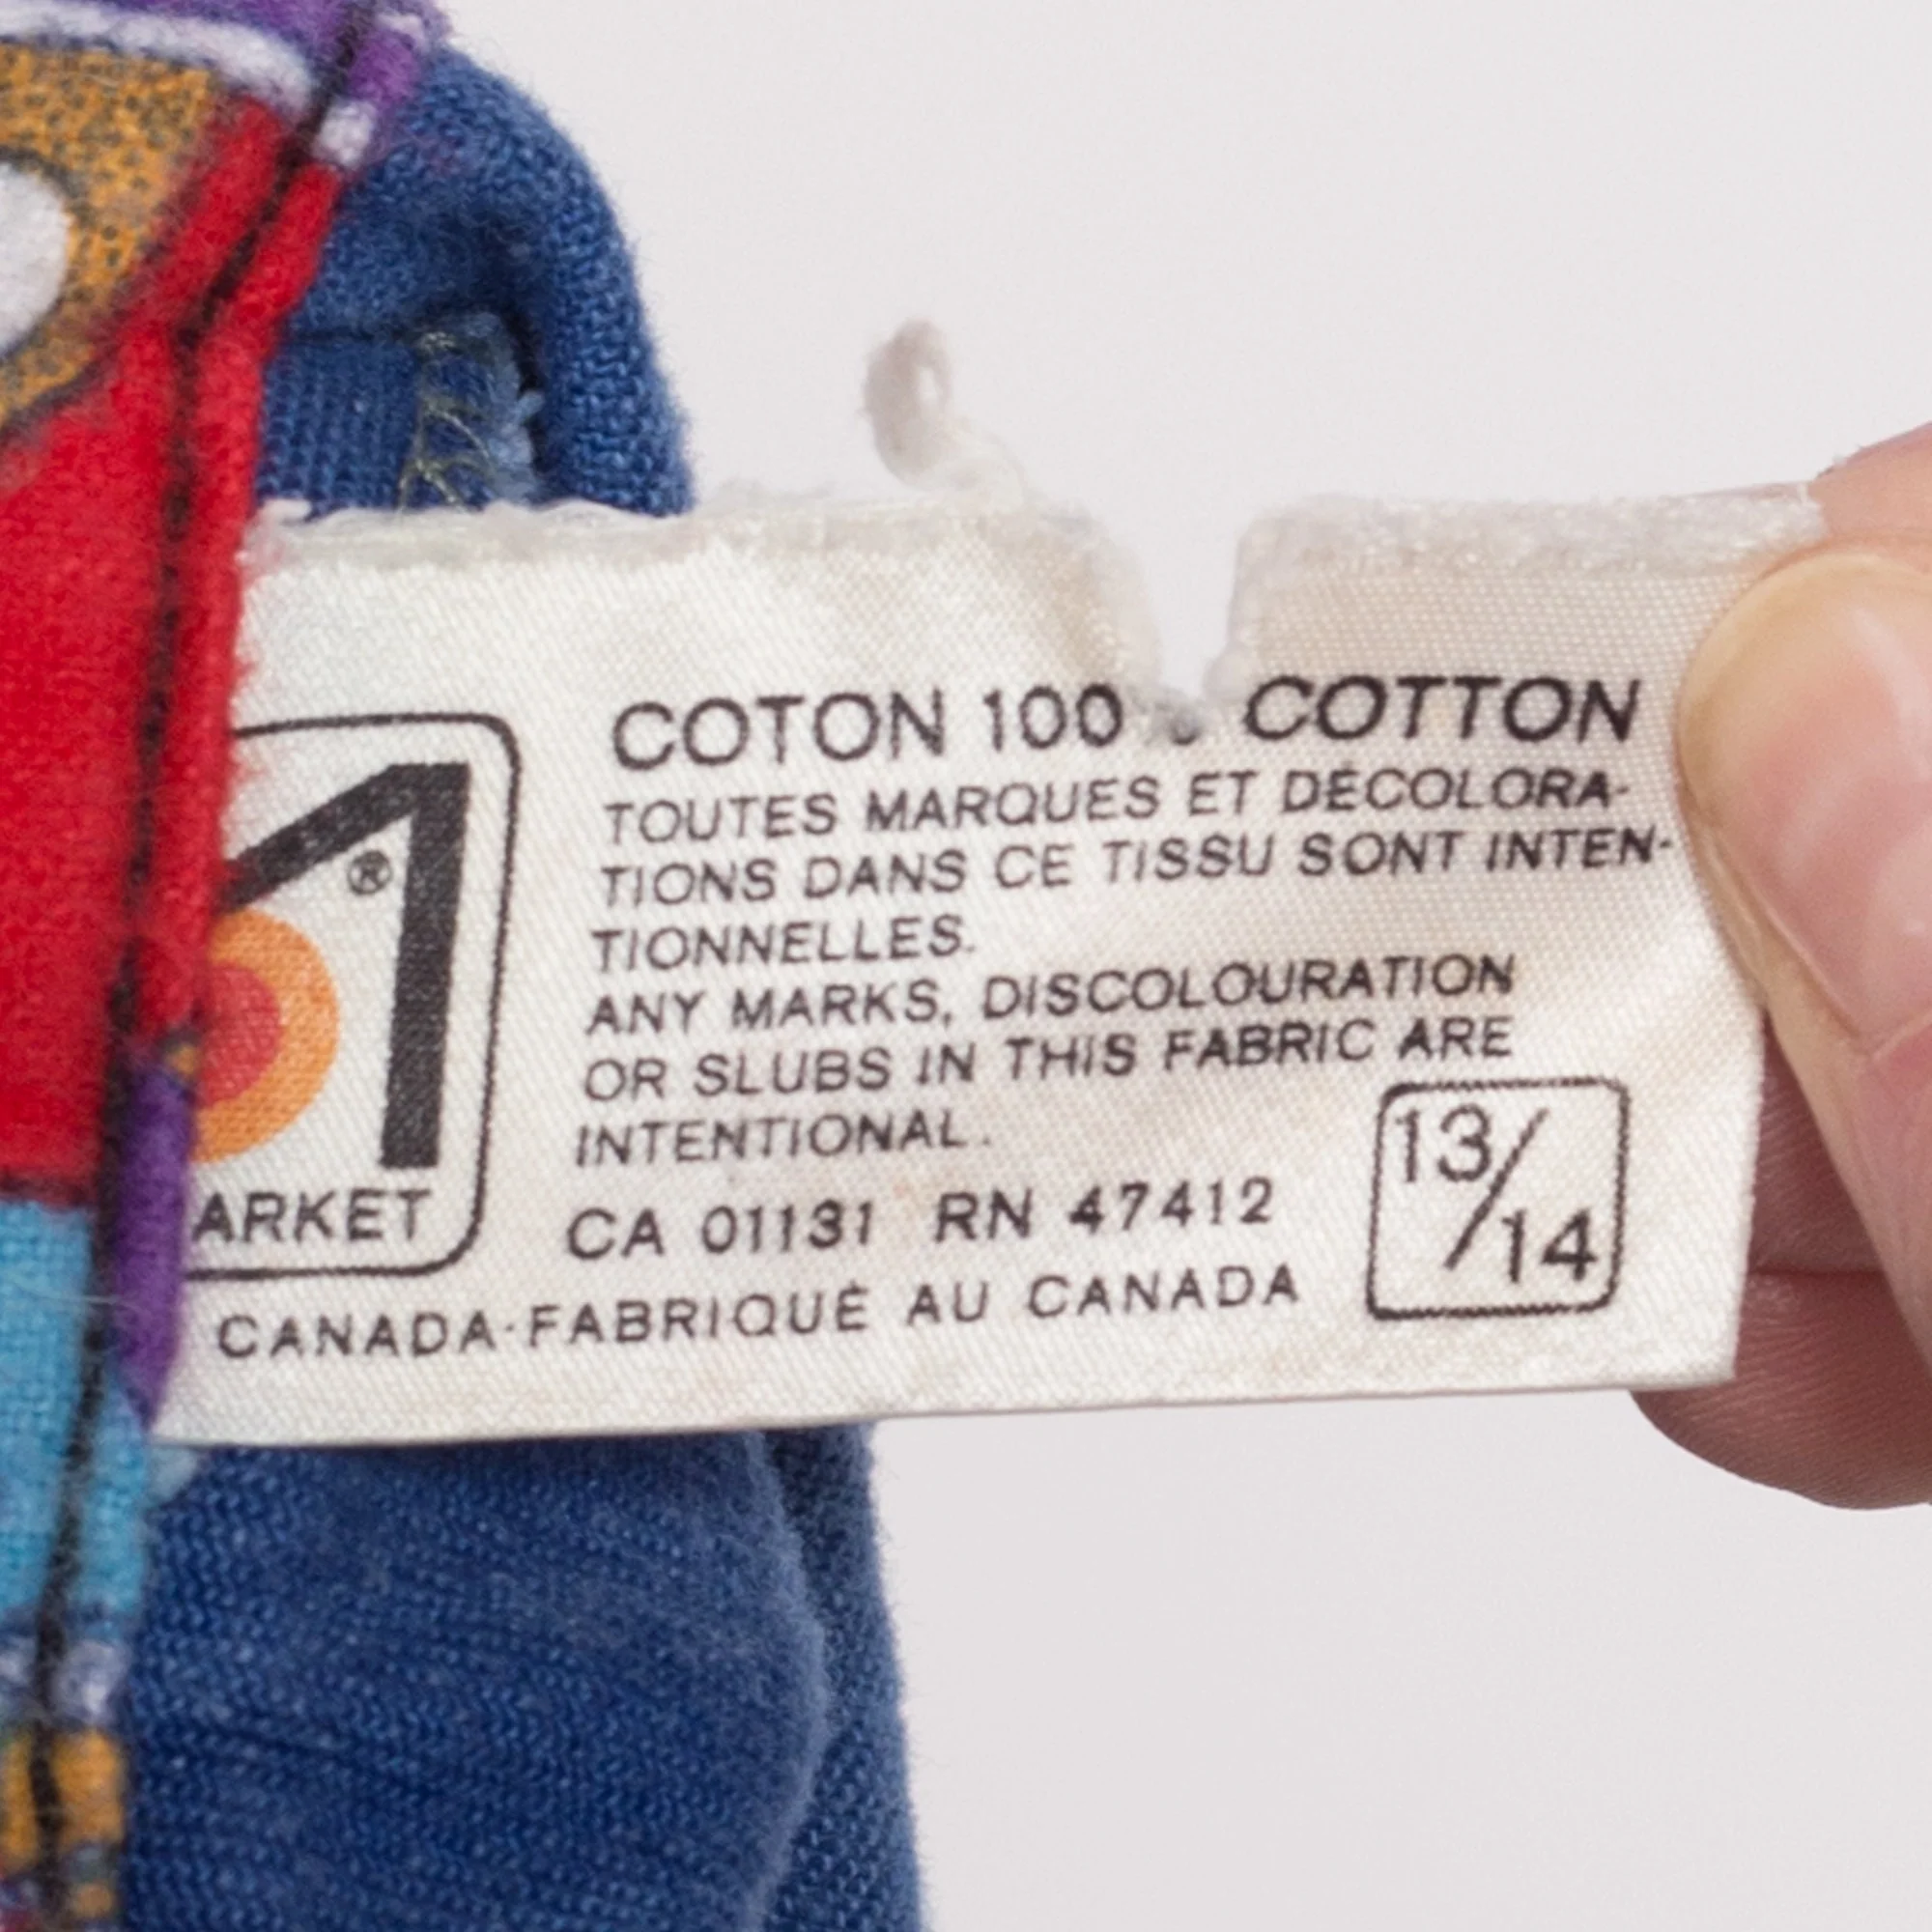 COTON 100% COTTON
TOUTES MARQUES ET DÉCOLORA-
TIONS DANS CE TISSU SONT INTEN-
TIONNELLES.
ANY MARKS, DISCOLOURATION
OR SLUBS IN THIS FABRIC ARE
INTENTIONAL.
CA 01131 RN 47412
13/14
CANADA-FABRIQUÉ AU CANADA
®
ARKET